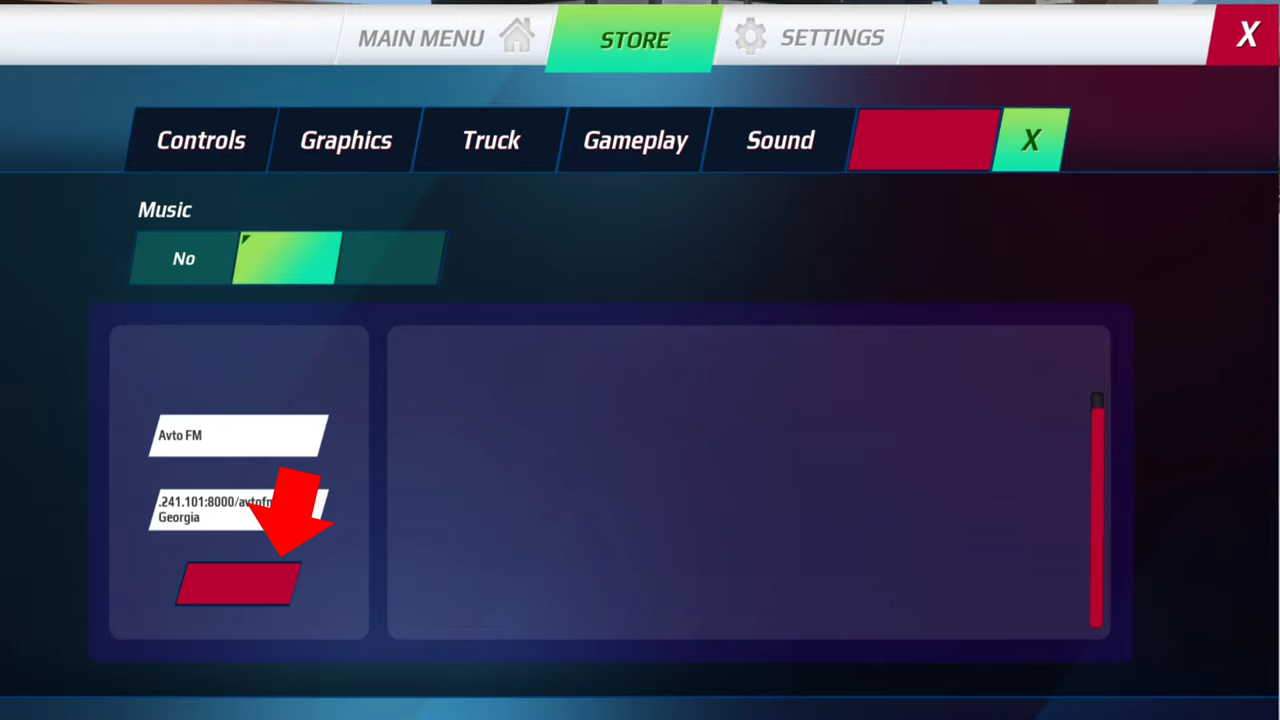 MAIN MENU
STORE
SETTINGS
X
Controls
Graphics
Truck
Gameplay
Sound
X
Music
No
Avto FM
.241.101:8000/avtofm
Georgia